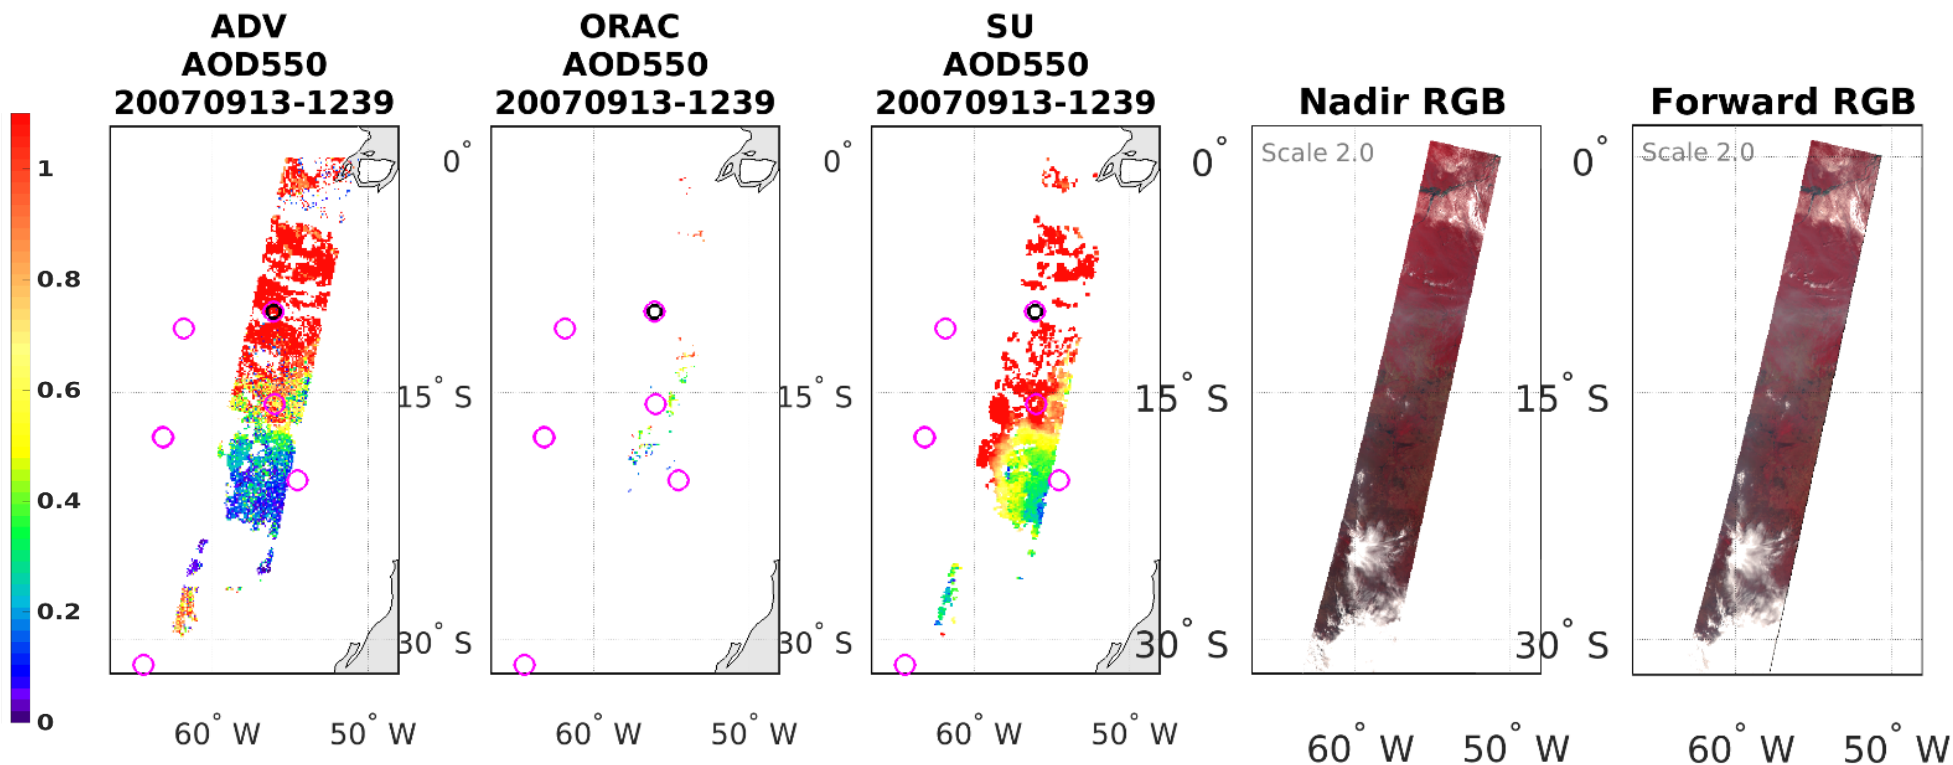 ADV
AOD550
20070913-1239
ORAC
AOD550
20070913-1239
SU
AOD550
20070913-1239
Nadir RGB
Forward RGB
1
0.8
0.6
0.4
0.2
0
0° 
15° S
30° S
60° W
50° W
0°
15° S
30° S
60° W
50° W
0°
15° S
30° S
60° W
50° W
Scale 2.0
0°
15° S
30° S
60° W
50° W
Scale 2.0
60° W
50° W